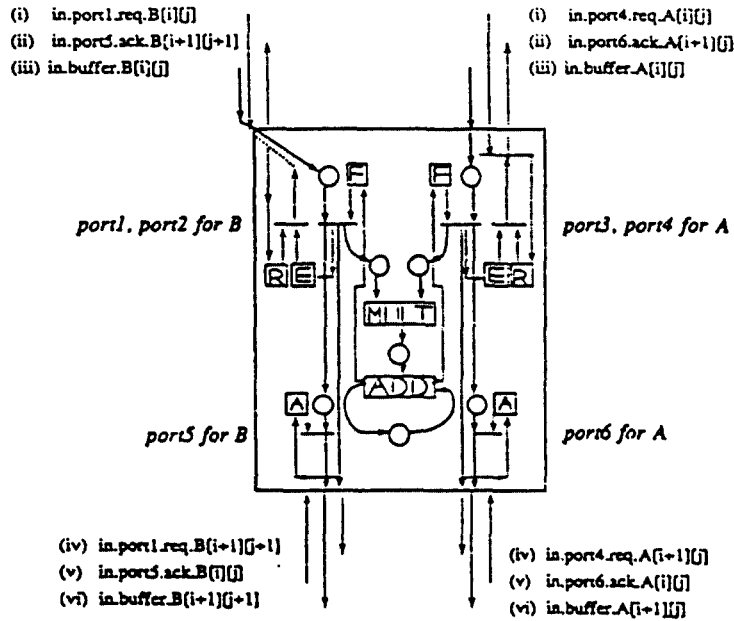 (i) in.port1.req.B[i][j]
(ii) in.port5.ack.B[i+1][j+1]
(iii) in.buffer.B[i][j]
(i) in.port4.req.A[i][j]
(ii) in.port6.ack.A[i+1][j]
(iii) in.buffer.A[i][j]
F
F
port1, port2 for B
port3, port4 for A
R E
E R
MULT
ADD
A
A
port5 for B
port6 for A
(iv) in.port1.req.B[i+1][j+1]
(v) in.port5.ack.B[i][j]
(vi) in.buffer.B[i+1][j+1]
(iv) in.port4.req.A[i+1][j]
(v) in.port6.ack.A[i][j]
(vi) in.buffer.A[i+1][j]